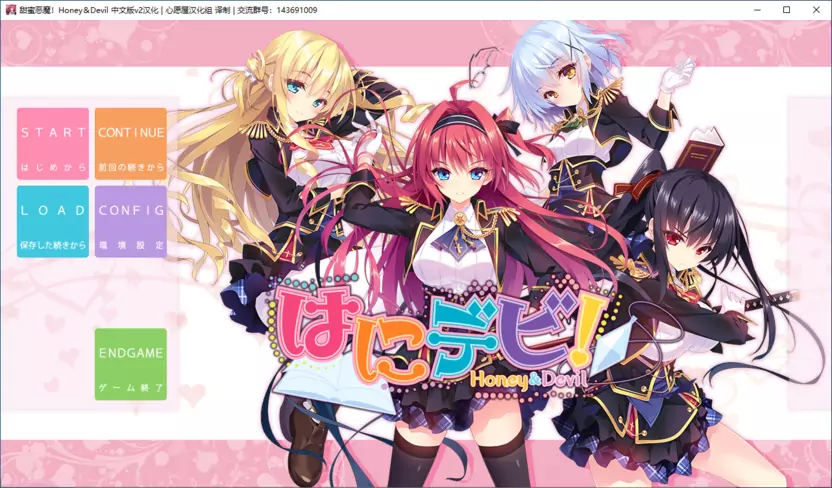 甜蜜恶魔！Honey＆Devil 中文版v2汉化 | 心愿屋汉化组 译制 | 交流群号：143691009
START
はじめから
CONTINUE
前回の続きから
LOAD
保存した続きから
CONFIG
環境設定
ENDGAME
ゲーム終了
はにデビ！
Honey&Devil